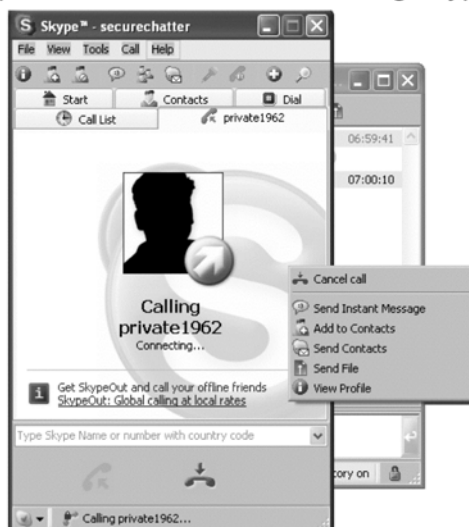 S Skype™ - securechatter
File View Tools Call Help
Start Contacts Dial
Call List private1962
06:59:41
07:00:10
Calling
private1962
Connecting...
Cancel call
Send Instant Message
Add to Contacts
Send Contacts
Send File
View Profile
i Get SkypeOut and call your offline friends
SkypeOut: Global calling at local rates
Type Skype Name or number with country code
ory on
Calling private1962...